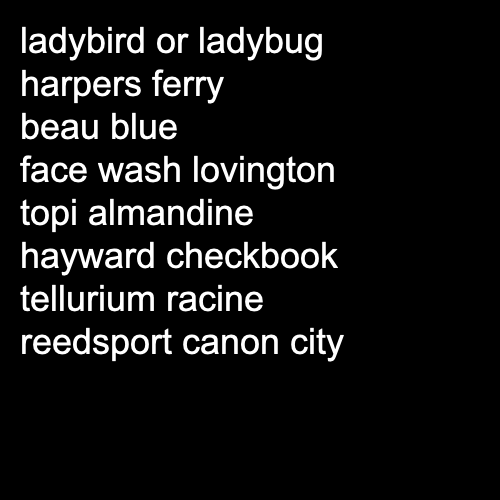 ladybird or ladybug
harpers ferry
beau blue
face wash lovington
topi almandine
hayward checkbook
tellurium racine
reedsport canon city